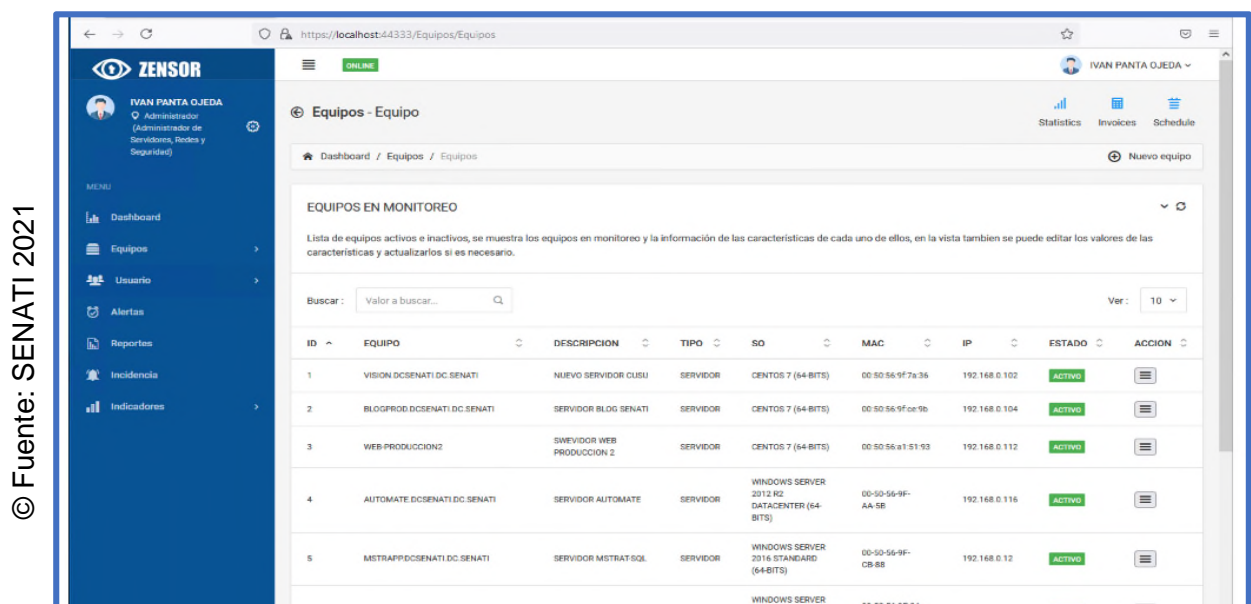 © Fuente: SENATI 2021
https://localhost:44333/Equipos/Equipos
ZENSOR
ONLINE
IVAN PANTA OJEDA
IVAN PANTA OJEDA
Administrador
(Administrador de
Servidores, Redes y
Seguridad)
MENU
Dashboard
Equipos
Usuario
Alertas
Reportes
Incidencia
Indicadores
Equipos - Equipo
Statistics Invoices Schedule
Dashboard / Equipos / Equipos
Nuevo equipo
EQUIPOS EN MONITOREO
Lista de equipos activos e inactivos, se muestra los equipos en monitoreo y la información de las características de cada uno de ellos, en la vista tambien se puede editar los valores de las
características y actualizarlos si es necesario.
Buscar : Valor a buscar... Ver : 10
ID EQUIPO DESCRIPCION TIPO SO MAC IP ESTADO ACCION
1 VISION.DCSENATI.DC.SENATI NUEVO SERVIDOR CUSU SERVIDOR CENTOS 7 (64-BITS) 00:50:56:9f:7a:36 192.168.0.102 ACTIVO
2 BLOGPROD.DCSENATI.DC.SENATI SERVIDOR BLOG SENATI SERVIDOR CENTOS 7 (64-BITS) 00:50:56:9f:ce:9b 192.168.0.104 ACTIVO
3 WEB-PRODUCCION2 SWEVIDOR WEB PRODUCCION 2 SERVIDOR CENTOS 7 (64-BITS) 00:50:56:a1:51:93 192.168.0.112 ACTIVO
4 AUTOMATE.DCSENATI.DC.SENATI SERVIDOR AUTOMATE SERVIDOR WINDOWS SERVER 2012 R2 DATACENTER (64-BITS) 00-50-56-9F-AA-5B 192.168.0.116 ACTIVO
5 MSTRAPP.DCSENATI.DC.SENATI SERVIDOR MSTRAT-SQL SERVIDOR WINDOWS SERVER 2016 STANDARD (64-BITS) 00-50-56-9F-CB-88 192.168.0.12 ACTIVO
WINDOWS SERVER